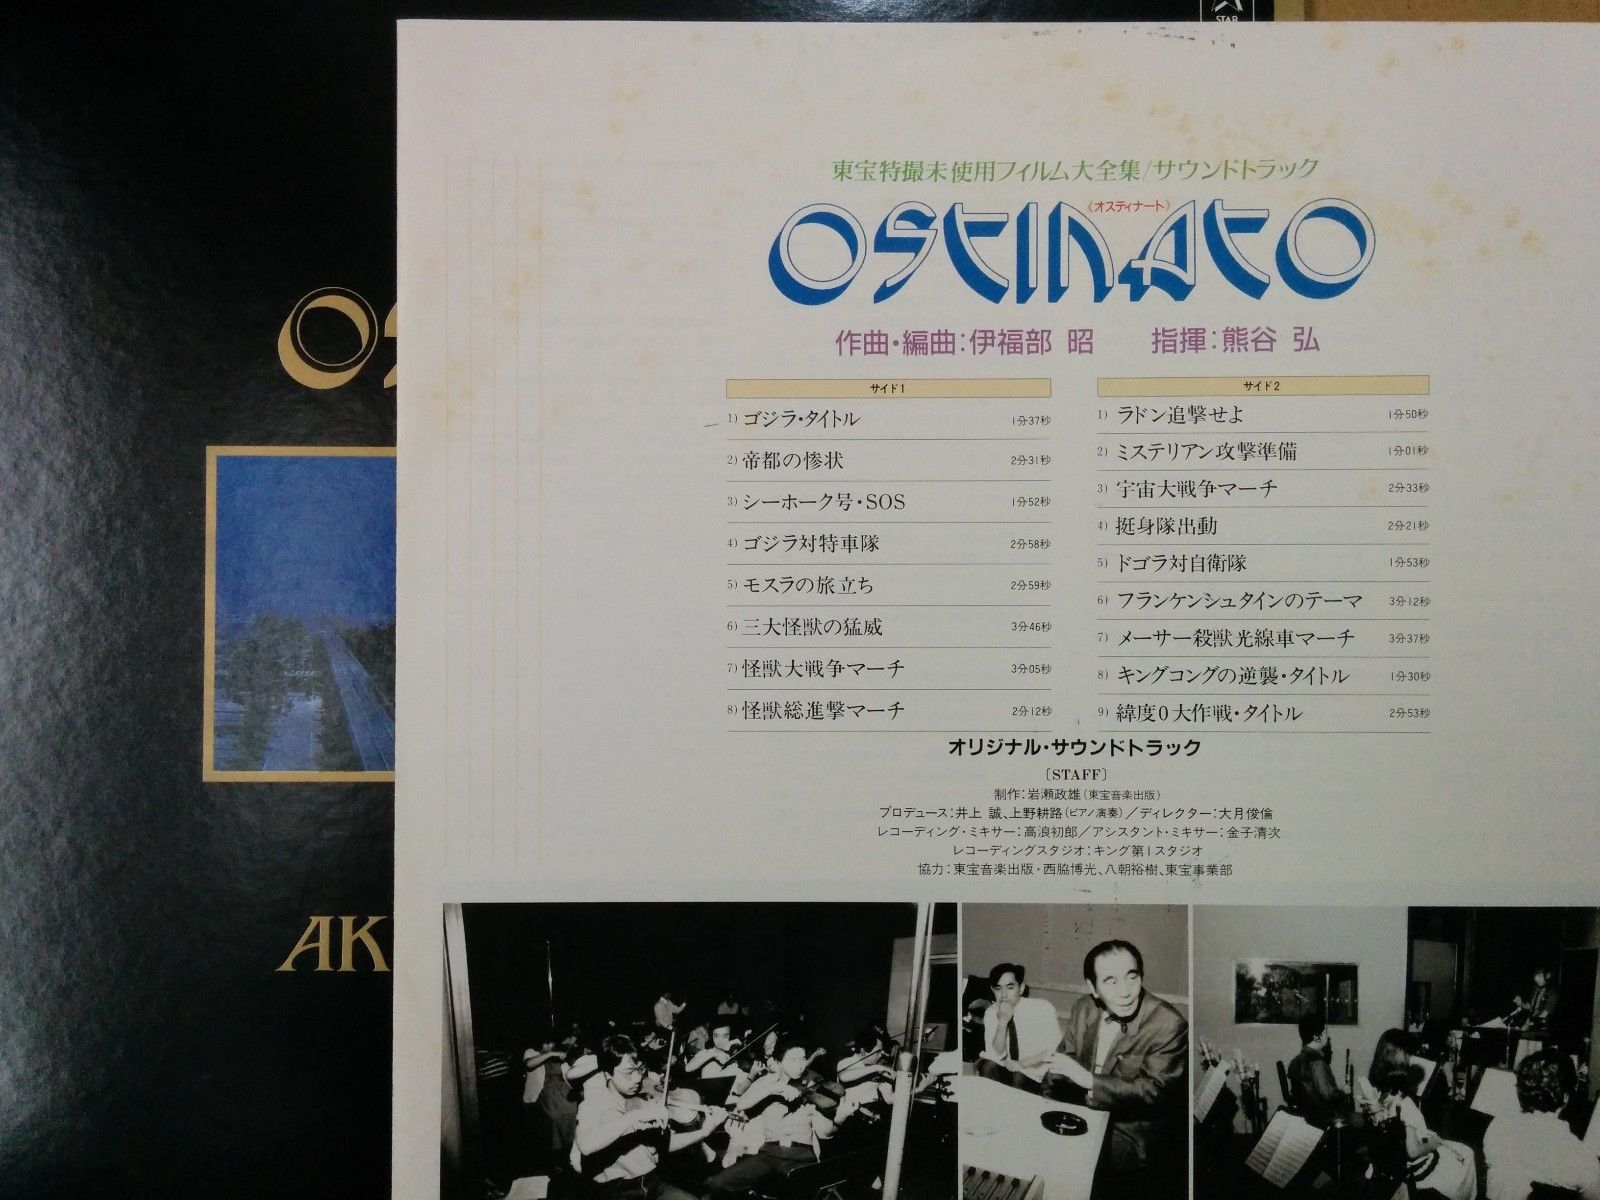 STAR
東宝特撮未使用フィルム大全集/サウンドトラック
《オスティナート》
OSTINATO
作曲・編曲:伊福部 昭 指揮:熊谷 弘
サイド1
1) ゴジラ・タイトル 1分37秒
2) 帝都の惨状 2分31秒
3) シーホーク号・SOS 1分52秒
4) ゴジラ対特車隊 2分58秒
5) モスラの旅立ち 2分59秒
6) 三大怪獣の猛威 3分46秒
7) 怪獣大戦争マーチ 3分05秒
8) 怪獣総進撃マーチ 2分12秒
サイド2
1) ラドン追撃せよ 1分50秒
2) ミステリアン攻撃準備 1分01秒
3) 宇宙大戦争マーチ 2分33秒
4) 挺身隊出動 2分21秒
5) ドゴラ対自衛隊 1分53秒
6) フランケンシュタインのテーマ 3分12秒
7) メーサー殺獣光線車マーチ 3分37秒
8) キングコングの逆襲・タイトル 1分30秒
9) 緯度0大作戦・タイトル 2分53秒
オリジナル・サウンドトラック
〔STAFF〕
制作:岩瀬政雄(東宝音楽出版)
プロデュース:井上 誠、上野耕路(ピアノ演奏)/ディレクター:大月俊倫
レコーディング・ミキサー:高浪初郎/アシスタント・ミキサー:金子清次
レコーディングスタジオ:キング第1スタジオ
協力:東宝音楽出版・西脇博光、八朝裕樹、東宝事業部
AK